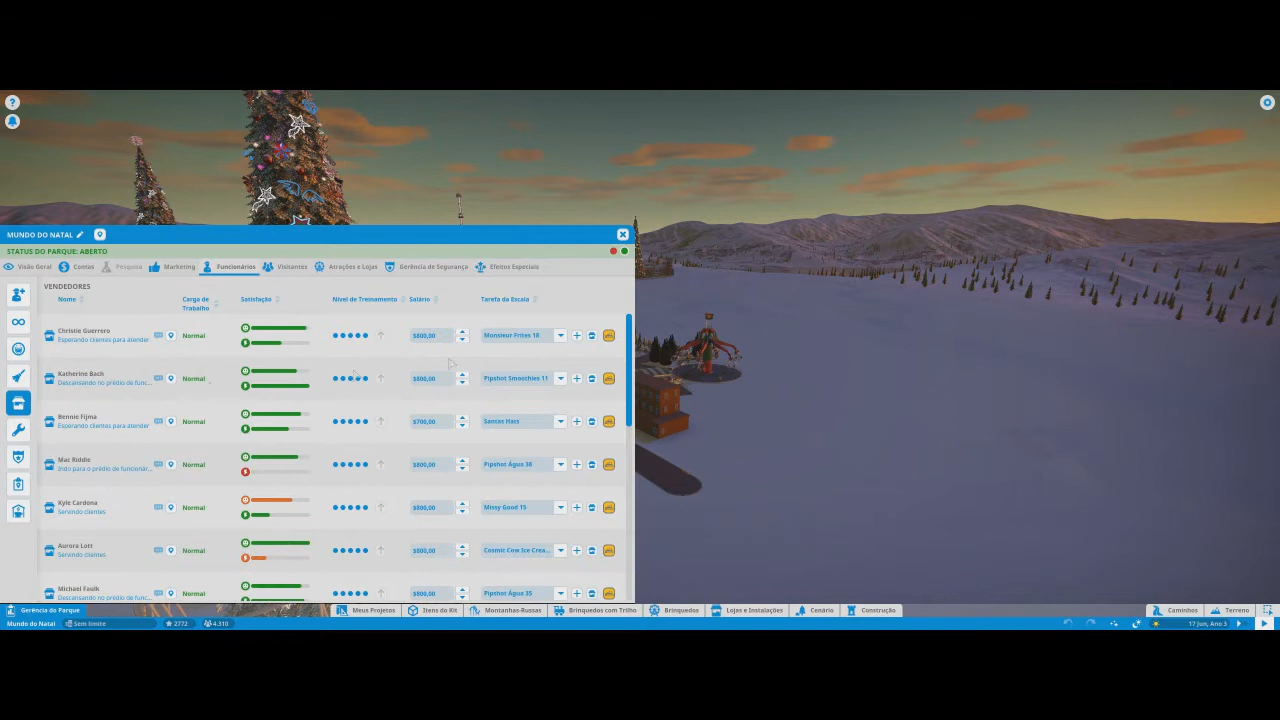 MUNDO DO NATAL
STATUS DO PARQUE: ABERTO
Visão Geral Contas Pesquisa Marketing Funcionários Visitantes Atrações e Lojas Gerência de Segurança Efeitos Especiais
VENDEDORES
Nome Carga de Trabalho Satisfação Nível de Treinamento Salário Tarefa da Escala
Christie Guerrero
Esperando clientes para atender
Normal $800,00 Monsieur Frites 18
Katherine Bach
Descansando no prédio de func...
Normal $800,00 Pipshot Smoothies 11
Bennie Fijma
Esperando clientes para atender
Normal $700,00 Sansas Hats
Mac Riddle
Indo para o prédio de funcionár...
Normal $800,00 Pipshot Água 38
Kyle Cardona
Servindo clientes
Normal $800,00 Missy Good 15
Aurora Lott
Servindo clientes
Normal $800,00 Cosmic Cow Ice Crea...
Michael Faulk
Descansando no prédio de func...
Normal $800,00 Pipshot Água 35
Gerência do Parque Meus Projetos Itens do Kit Montanhas-Russas Brinquedos com Trilho Brinquedos Lojas e Instalações Cenário Construção Caminhos Terreno
Mundo do Natal Sem limite 2772 4.310 17 Jun, Ano 3